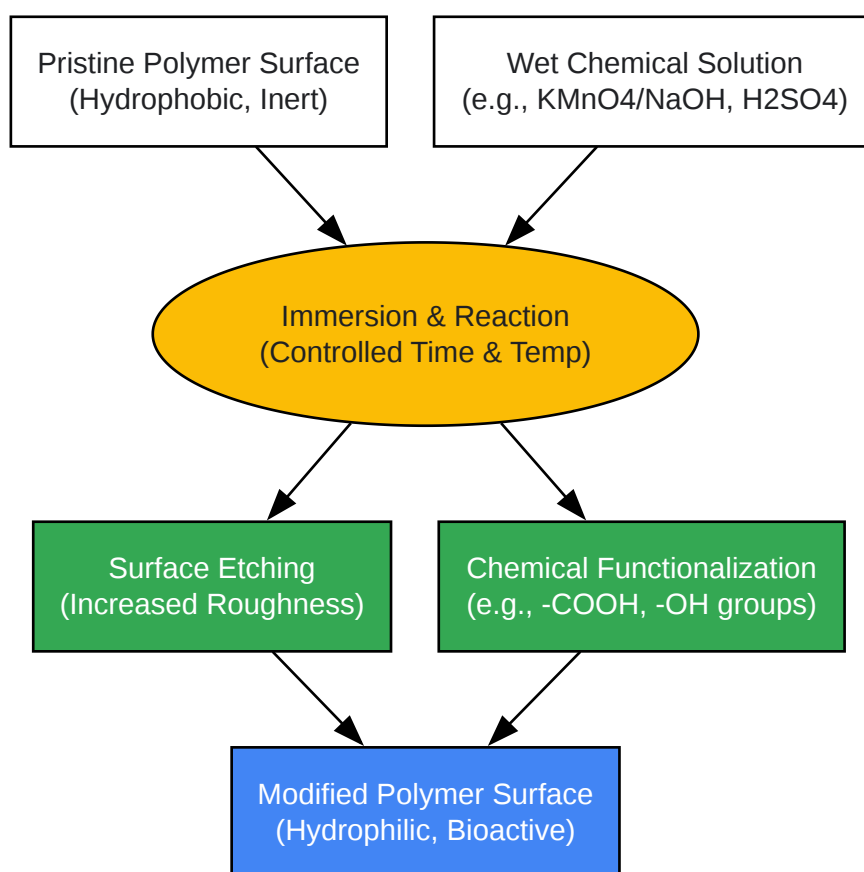 Pristine Polymer Surface
(Hydrophobic, Inert)
Wet Chemical Solution
(e.g., KMnO4/NaOH, H2SO4)
Immersion & Reaction
(Controlled Time & Temp)
Surface Etching
(Increased Roughness)
Chemical Functionalization
(e.g., -COOH, -OH groups)
Modified Polymer Surface
(Hydrophilic, Bioactive)